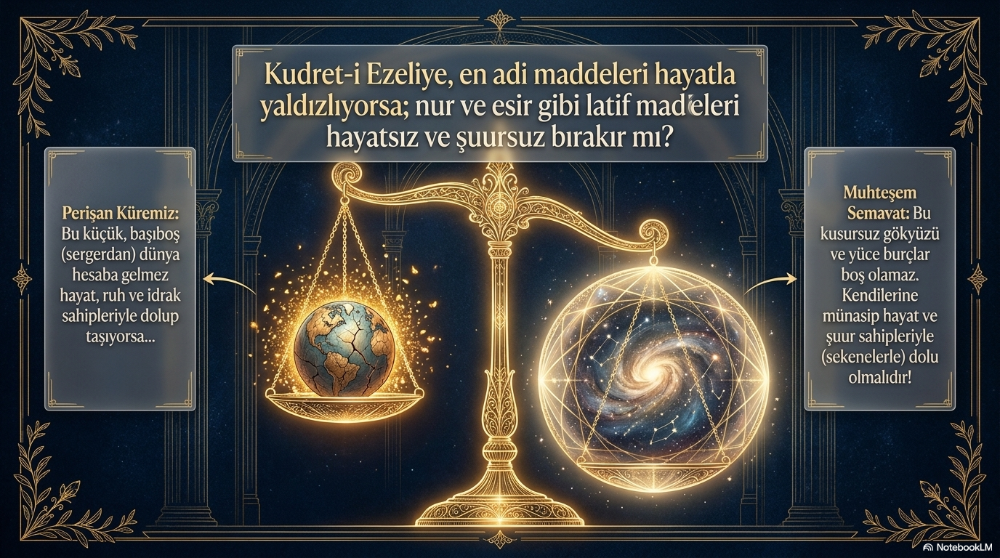 Kudret-i Ezeliye, en adi maddeleri hayatla
yaldızlıyorsa; nur ve esir gibi latif maddeleri
hayatsız ve şuursuz bırakır mı?
Perişan Küremiz:
Bu küçük, başıboş
(sergerdan) dünya
hesaba gelmez
hayat, ruh ve idrak
sahipleriyle dolup
taşıyorsa...
Muhteşem
Semavat: Bu
kusursuz gökyüzü
ve yüce burçlar
boş olamaz.
Kendilerine
münasip hayat ve
şuur sahipleriyle
(sekenelerle) dolu
olmalıdır!
NotebookLM